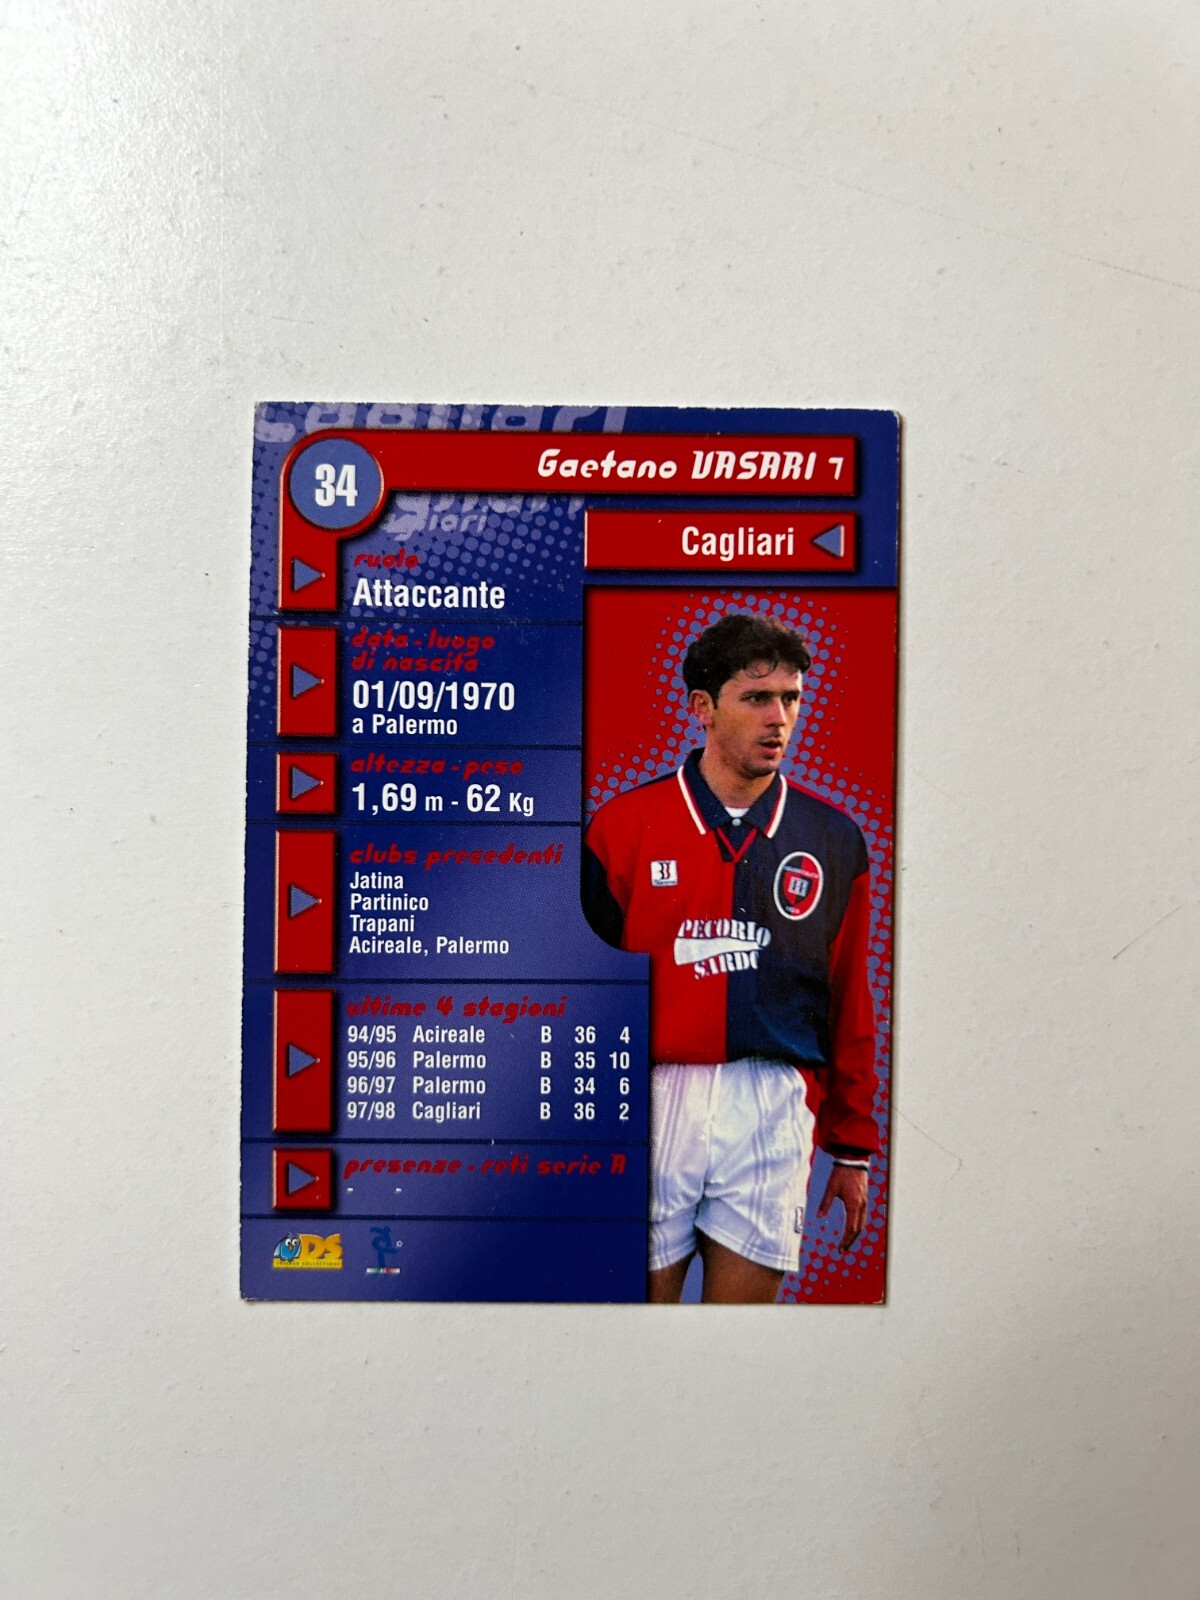 cagliari
34
Gaetano VASARI 7
Cagliari
ruolo
Attaccante
data - luogo
di nascita
01/09/1970
a Palermo
altezza - peso
1,69 m - 62 Kg
clubs precedenti
Jatina
Partinico
Trapani
Acireale, Palermo
PECORIO
SARDO
ultime 4 stagioni
94/95 Acireale B 36 4
95/96 Palermo B 35 10
96/97 Palermo B 34 6
97/98 Cagliari B 36 2
presenze - reti serie A
- -
DS